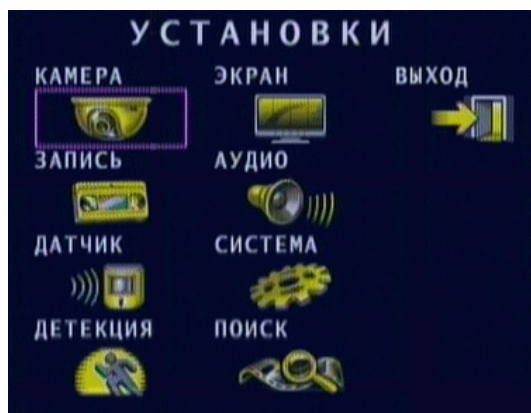 УСТАНОВКИ
КАМЕРА ЭКРАН ВЫХОД
ЗАПИСЬ АУДИО
ДАТЧИК СИСТЕМА
ДЕТЕКЦИЯ ПОИСК